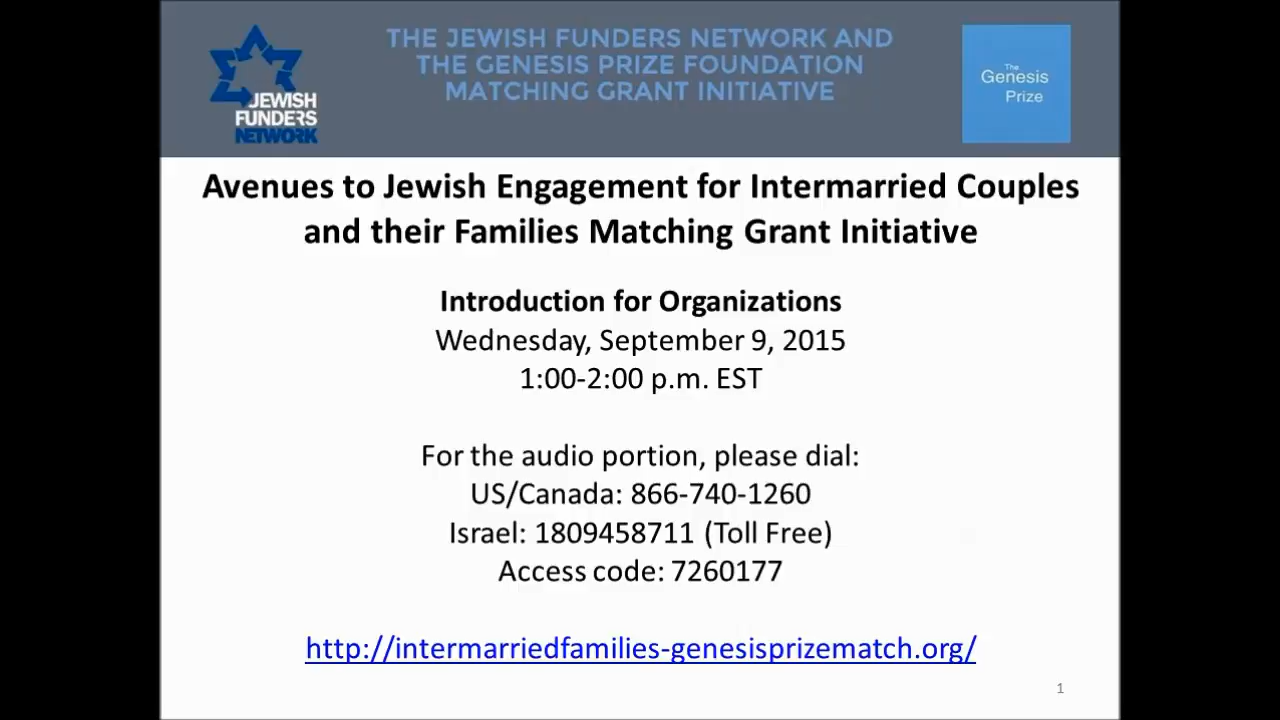 THE JEWISH FUNDERS NETWORK AND
THE GENESIS PRIZE FOUNDATION
MATCHING GRANT INITIATIVE
JEWISH
FUNDERS
NETWORK
The
Genesis
Prize
Avenues to Jewish Engagement for Intermarried Couples
and their Families Matching Grant Initiative
Introduction for Organizations
Wednesday, September 9, 2015
1:00-2:00 p.m. EST
For the audio portion, please dial:
US/Canada: 866-740-1260
Israel: 1809458711 (Toll Free)
Access code: 7260177
http://intermarriedfamilies-genesisprizematch.org/
1